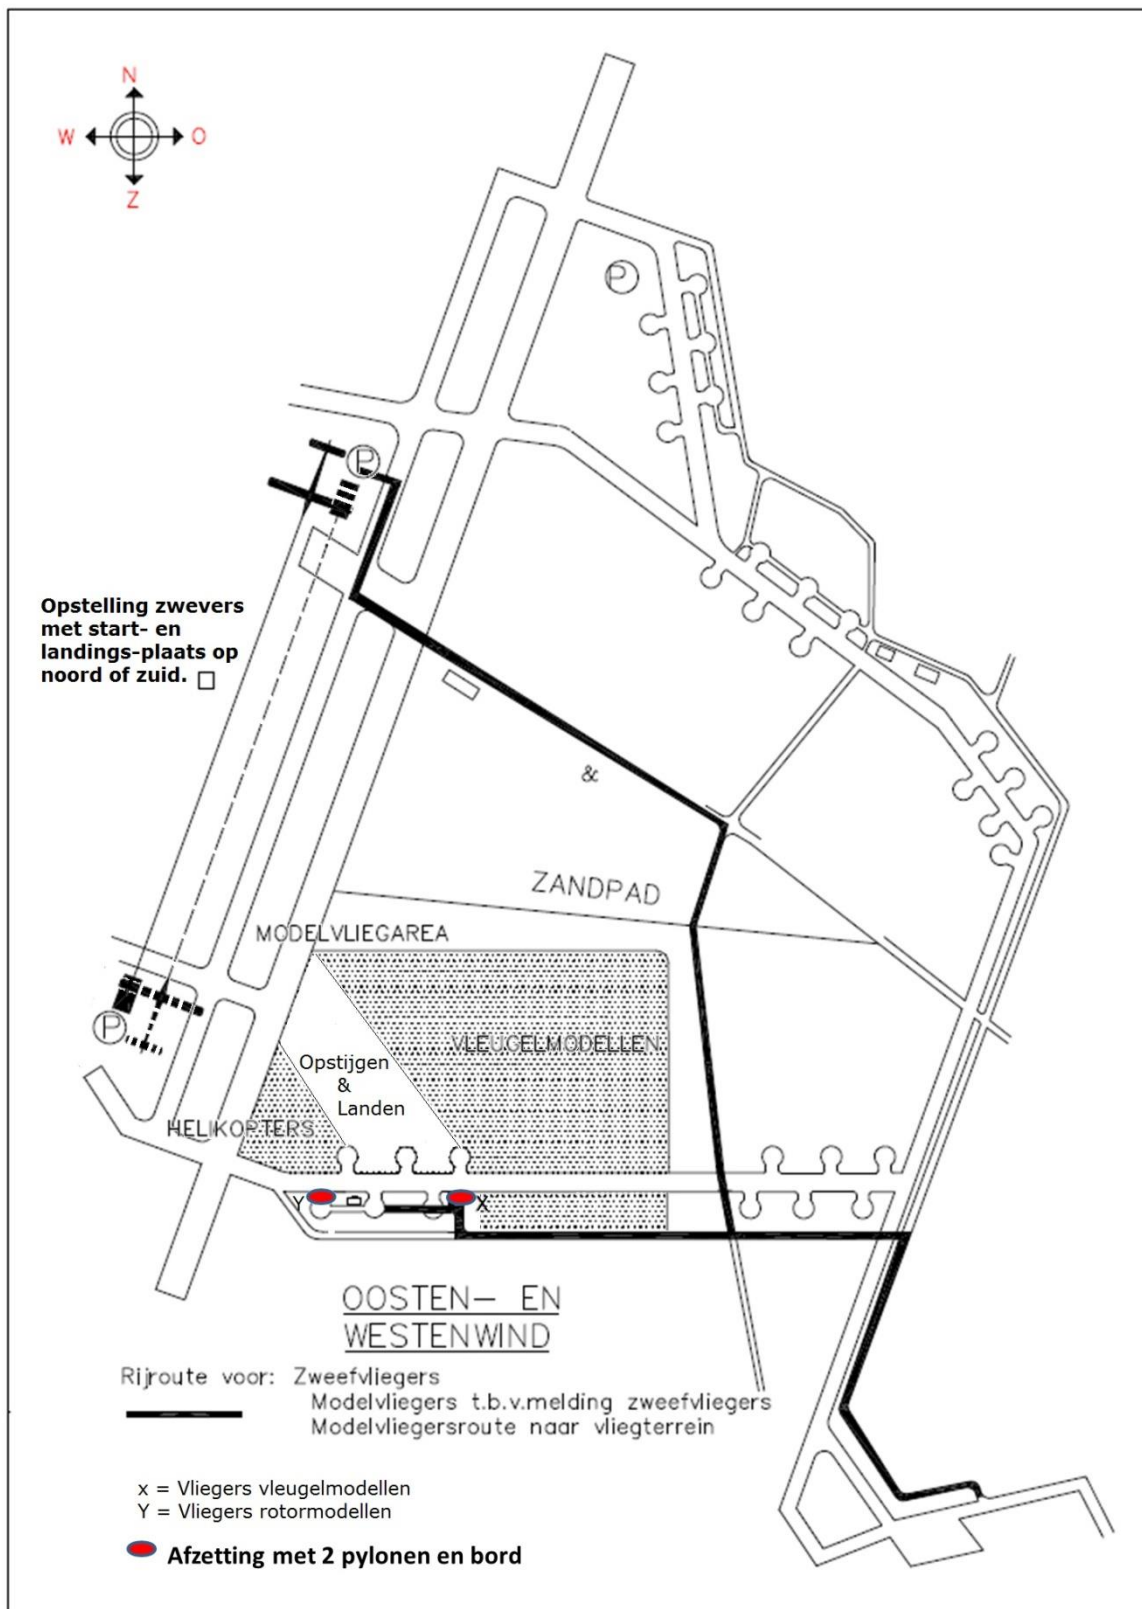 N
W O
Z
P
P
Opstelling zwevers
met start- en
landings-plaats op
noord of zuid.
&
ZANDPAD
MODELVLIEGAREA
VLEUGELMODELLEN
Opstijgen
&
Landen
P
HELIKOPTERS
Y
X
OOSTEN- EN
WESTENWIND
Rijroute voor: Zweefvliegers
Modelvliegers t.b.v.melding zweefvliegers
Modelvliegersroute naar vliegterrein
x = Vliegers vleugelmodellen
Y = Vliegers rotormodellen
Afzetting met 2 pylonen en bord